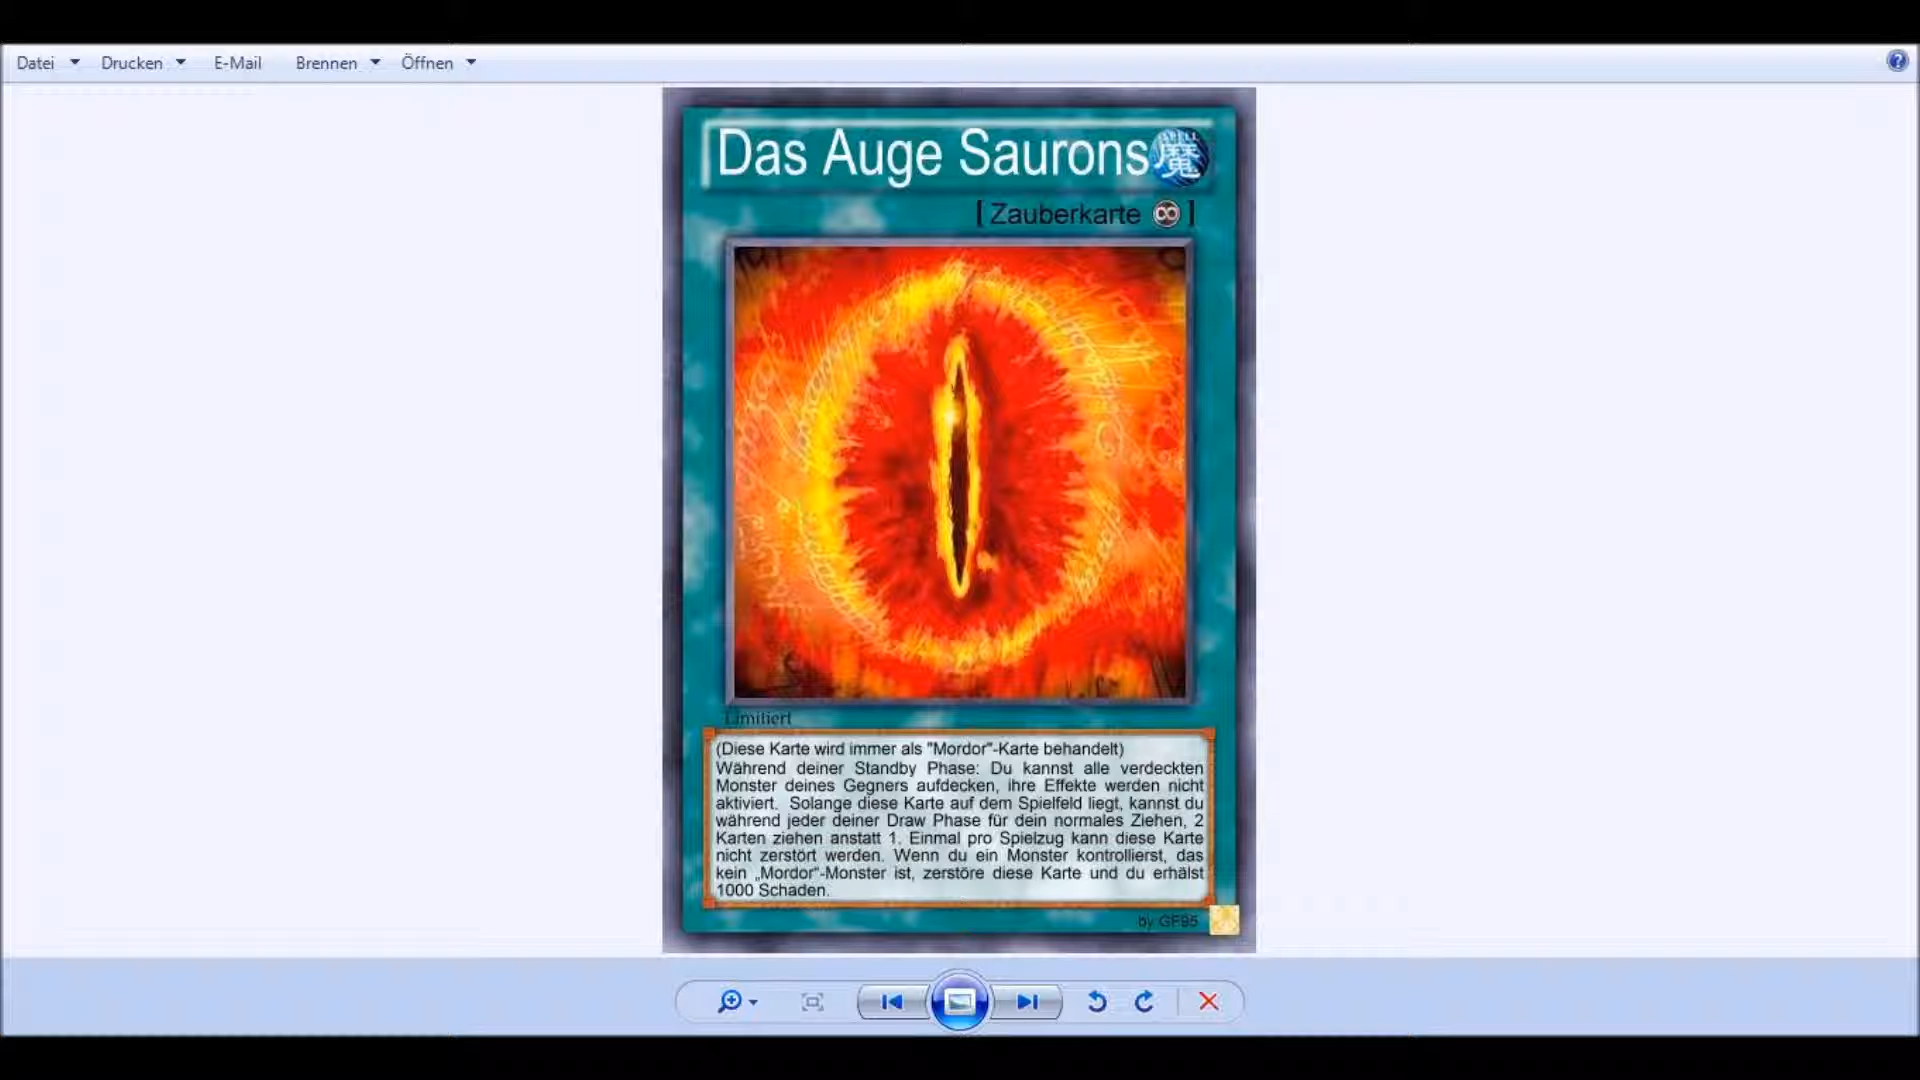 Datei Drucken E-Mail Brennen Öffnen
Das Auge Saurons
SPELL
魔
[ Zauberkarte ]
Limitiert
(Diese Karte wird immer als "Mordor"-Karte behandelt)
Während deiner Standby Phase: Du kannst alle verdeckten
Monster deines Gegners aufdecken, ihre Effekte werden nicht
aktiviert. Solange diese Karte auf dem Spielfeld liegt, kannst du
während jeder deiner Draw Phase für dein normales Ziehen, 2
Karten ziehen anstatt 1. Einmal pro Spielzug kann diese Karte
nicht zerstört werden. Wenn du ein Monster kontrollierst, das
kein „Mordor"-Monster ist, zerstöre diese Karte und du erhälst
1000 Schaden.
by GF95